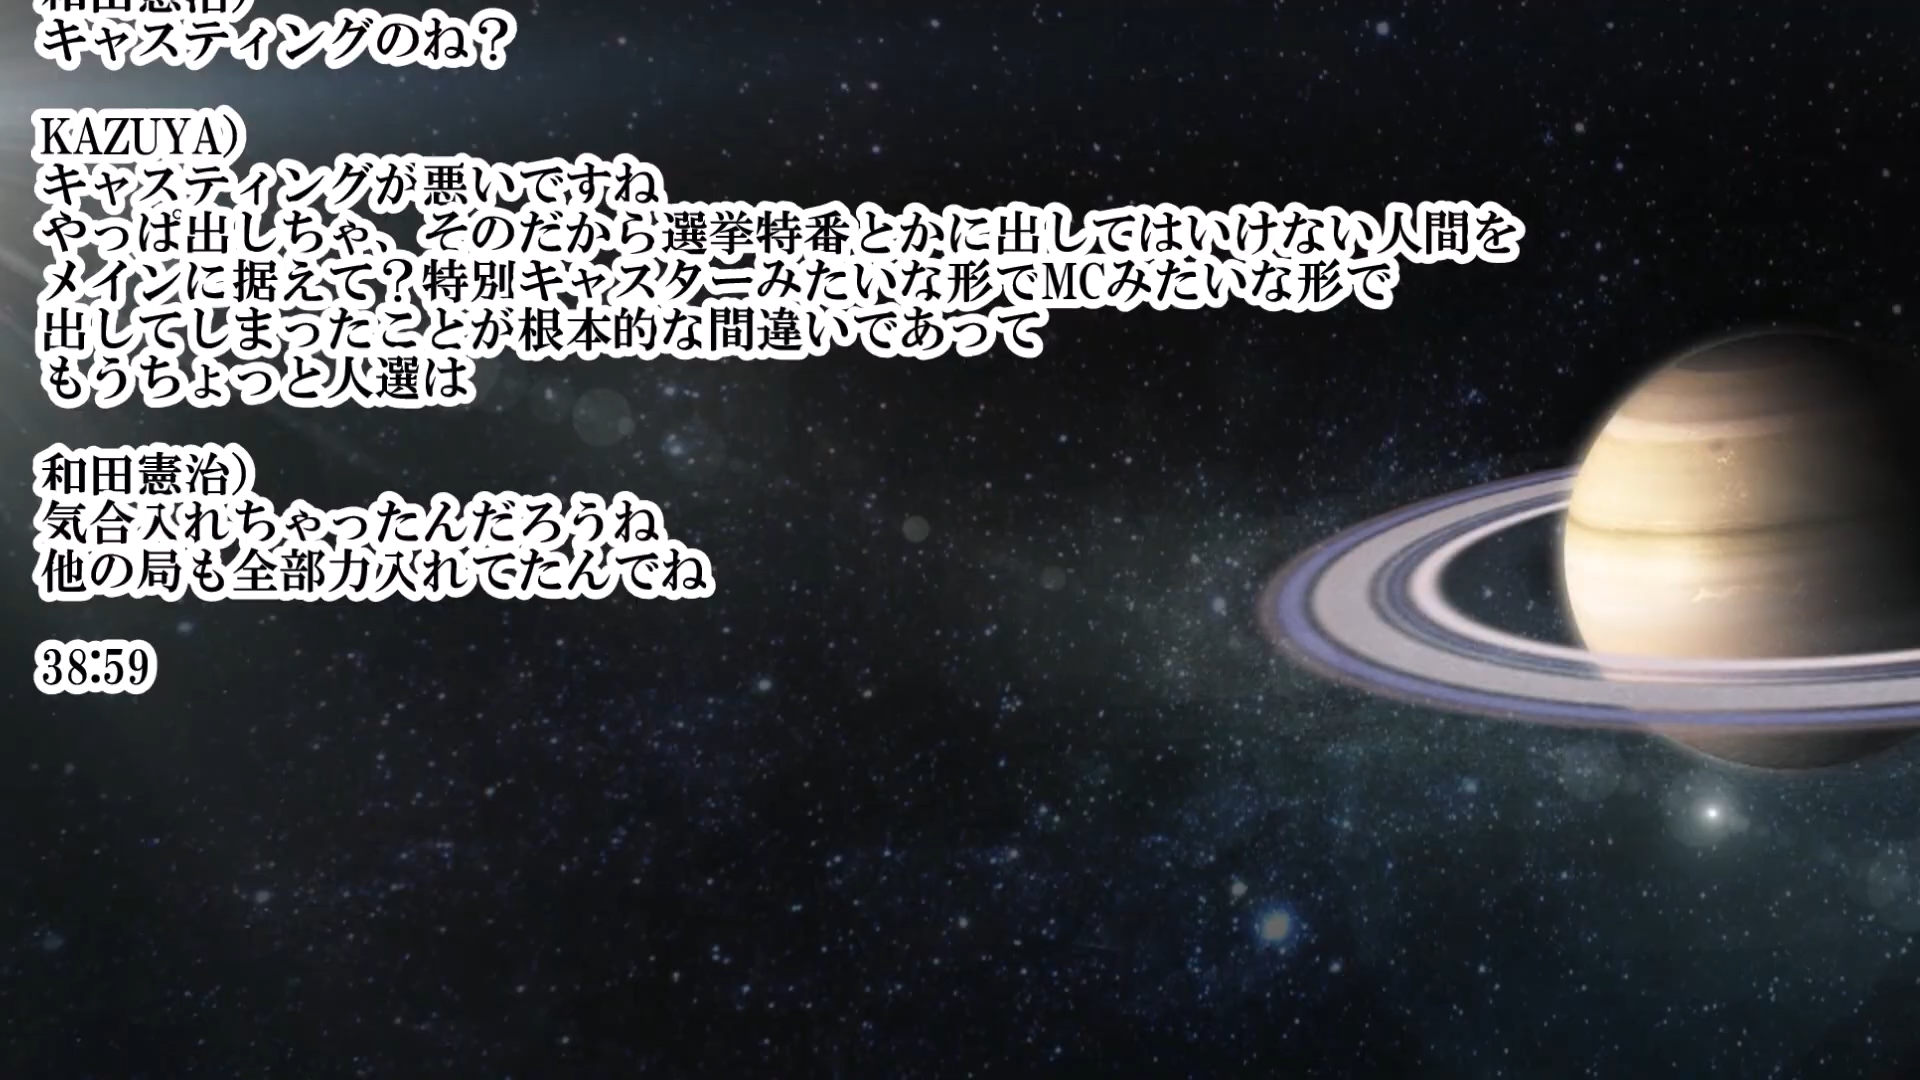 和田憲治）
キャスティングのね？
KAZUYA）
キャスティングが悪いですね
やっぱ出しちゃ、そのだから選挙特番とかに出してはいけない人間を
メインに据えて？特別キャスターみたいな形でMCみたいな形で
出してしまったことが根本的な間違いであって
もうちょっと人選は
和田憲治）
気合入れちゃったんだろうね
他の局も全部力入れてたんでね
38:59